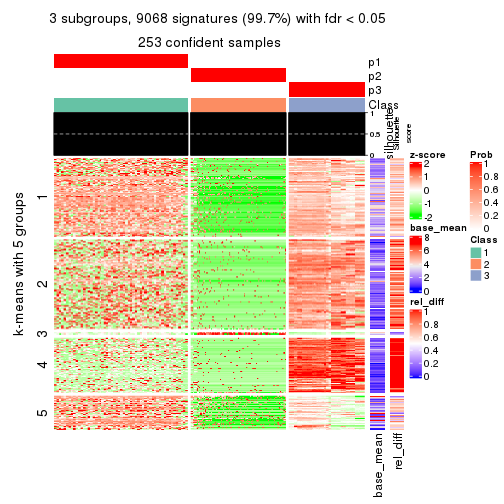 3 subgroups, 9068 signatures (99.7%) with fdr < 0.05
253 confident samples
p1
p2
p3
Class
1
0.5
0
silhouette
Silhouette
score
k-means with 5 groups
1
2
3
4
5
base_mean
rel_diff
z-score
2
1
0
-1
-2
base_mean
8
6
4
2
0
rel_diff
1
0.8
0.6
0.4
0.2
0
Prob
1
0.8
0.6
0.4
0.2
0
Class
1
2
3